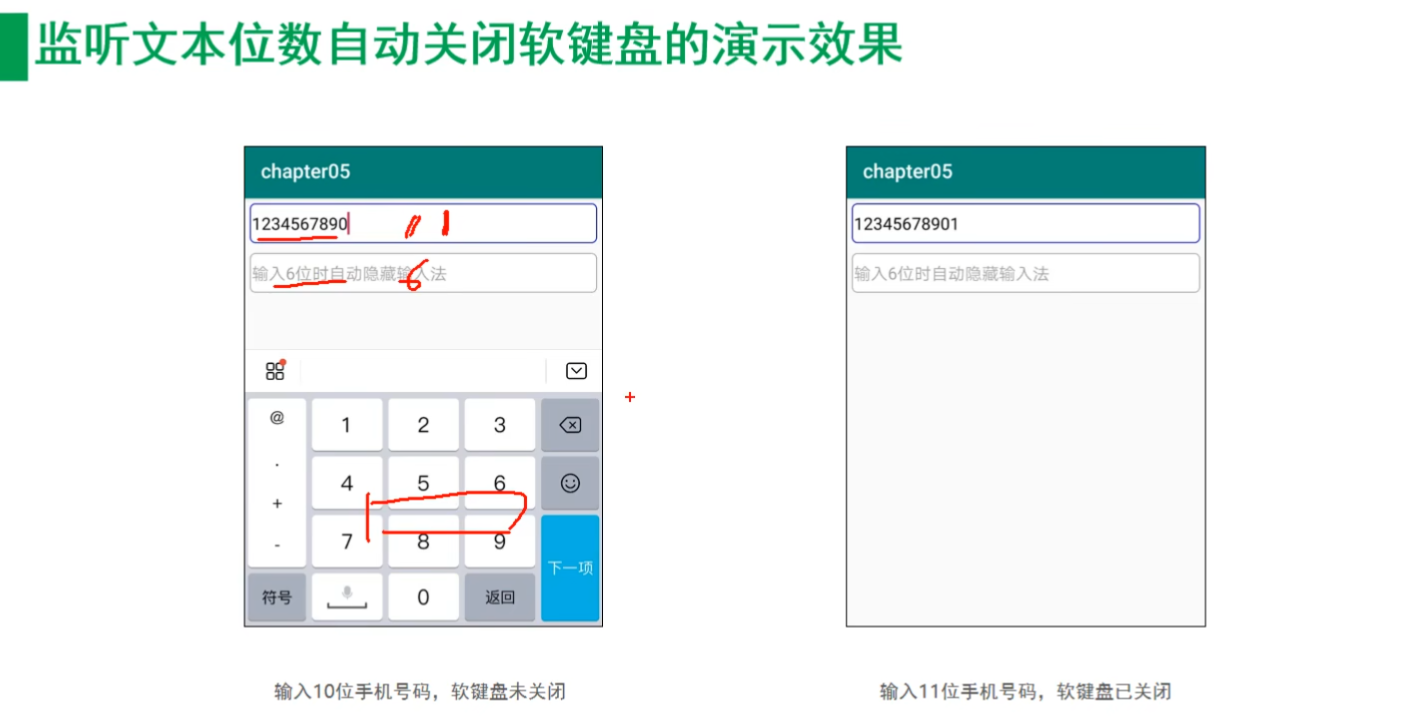 监听文本位数自动关闭软键盘的演示效果
chapter05
1234567890
11
输入6位时自动隐藏输入法
6
@
1
2
3
.
4
5
6
+
-
7
8
9
下一项
符号
0
返回
输入10位手机号码，软键盘未关闭
chapter05
12345678901
输入6位时自动隐藏输入法
输入11位手机号码，软键盘已关闭